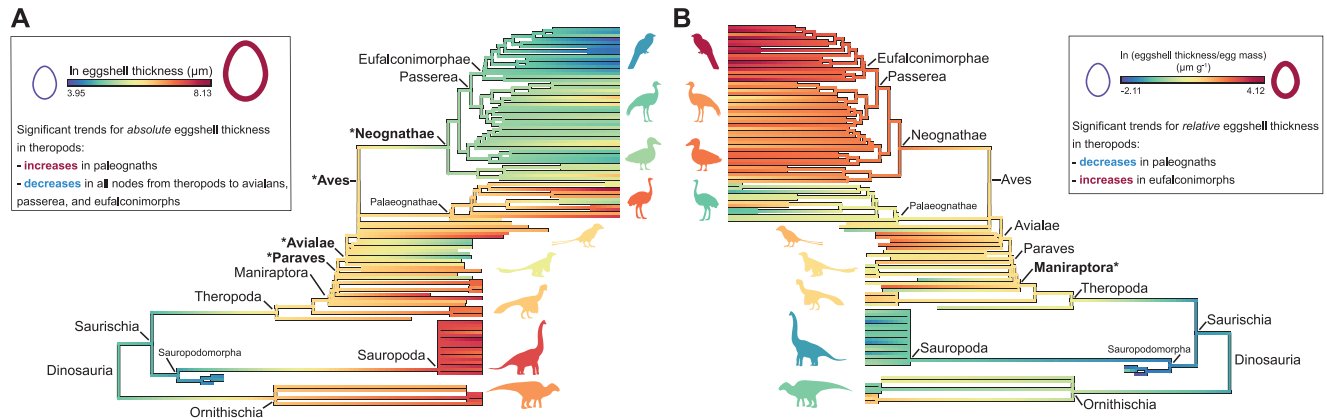 A
ln eggshell thickness (µm)
3.95
8.13
Significant trends for absolute eggshell thickness
in theropods:
- increases in paleognaths
- decreases in all nodes from theropods to avialians,
passerea, and eufalconimorphs
Eufalconimorphae
Passerea
*Neognathae
*Aves
Palaeognathae
*Avialae
*Paraves
Maniraptora
Theropoda
Saurischia
Sauropodomorpha
Sauropoda
Dinosauria
Ornithischia
B
ln (eggshell thickness/egg mass)
(µm g⁻¹)
-2.11
4.12
Significant trends for relative eggshell thickness
in theropods:
- decreases in paleognaths
- increases in eufalconimorphs
Eufalconimorphae
Passerea
Neognathae
Aves
Palaeognathae
Avialae
Paraves
Maniraptora*
Theropoda
Saurischia
Sauropoda
Sauropodomorpha
Dinosauria
Ornithischia